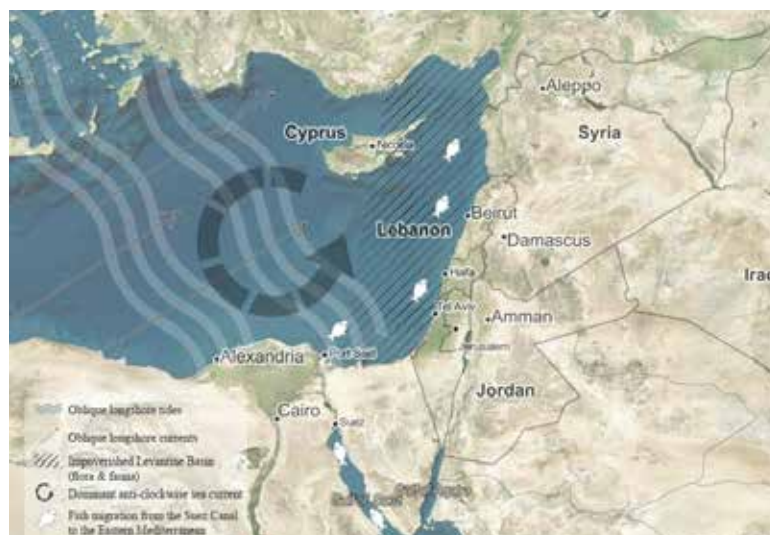 Aleppo
Cyprus
Syria
Nicosia
Beirut
Lebanon
Damascus
Iraq
Haifa
Tel Aviv
Amman
Jerusalem
Alexandria
Port Said
Jordan
Cairo
Suez
Oblique longshore tides
Oblique longshore currents
Impoverished Levantine Basin
(flora & fauna)
Dominant anti-clockwise sea current
Fish migration from the Suez Canal
to the Eastern Mediterranean